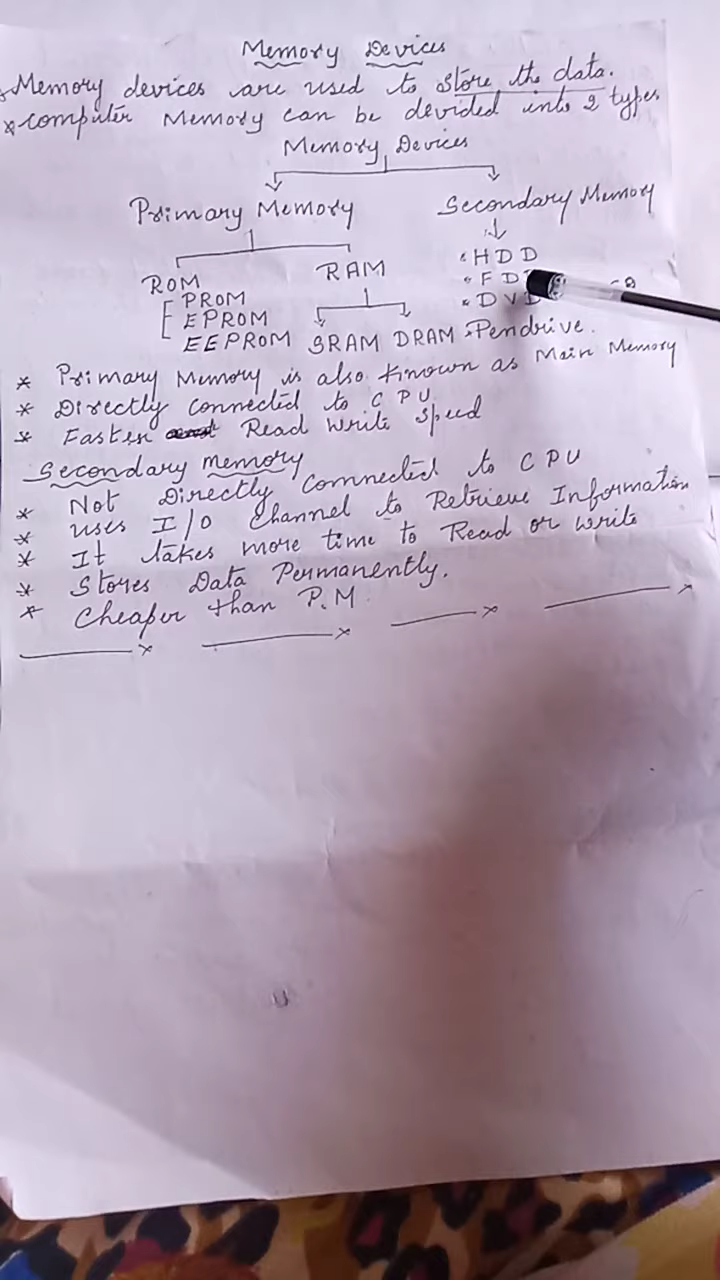 Memory Devices
Memory devices are used to store the data.
* computer Memory can be devided into 2 types
Memory Devices
Primary Memory Secondary Memory
ROM RAM
PROM
EPROM
EEPROM
SRAM DRAM
* HDD
* FD
* DVD
* Pendrive.
* Primary Memory is also known as Main Memory
* Directly connected to CPU
* Faster Read write speed
Secondary memory
* Not Directly connected to CPU
* uses I/O channel to Retrieve Information
* It takes more time to Read or write
* Stores Data Permanently.
* Cheaper than P.M.